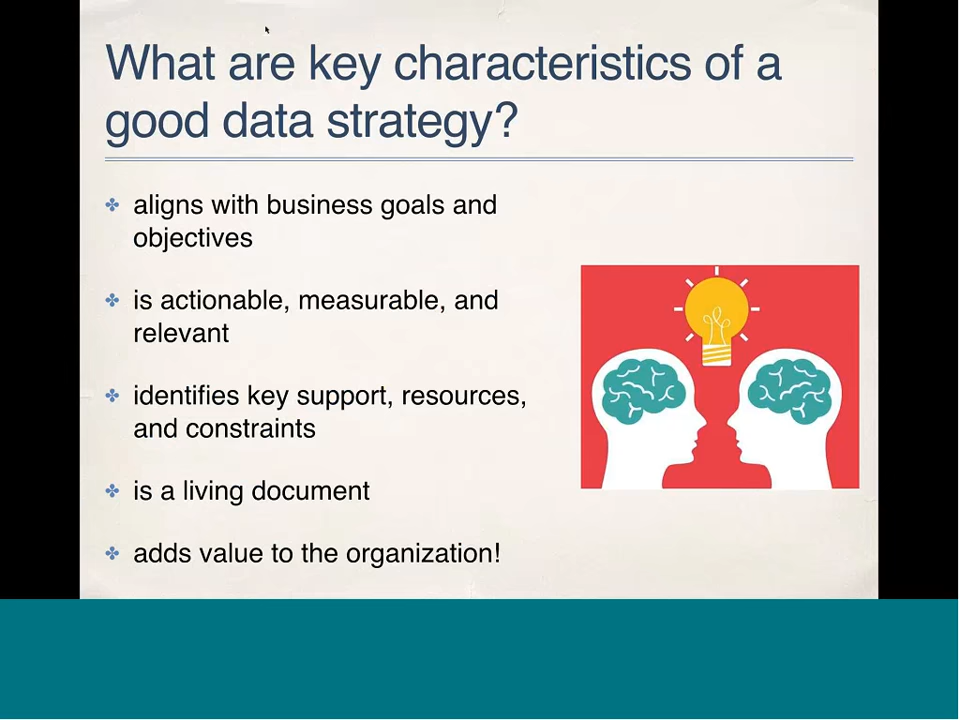 What are key characteristics of a
good data strategy?
aligns with business goals and
objectives
is actionable, measurable, and
relevant
identifies key support, resources,
and constraints
is a living document
adds value to the organization!